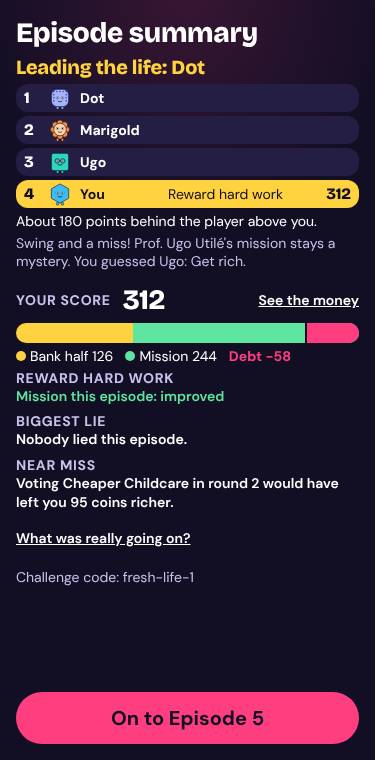 Episode summary
Leading the life: Dot
1 Dot
2 Marigold
3 Ugo
4 You Reward hard work 312
About 180 points behind the player above you.
Swing and a miss! Prof. Ugo Utilé's mission stays a
mystery. You guessed Ugo: Get rich.
YOUR SCORE 312 See the money
Bank half 126 Mission 244 Debt -58
REWARD HARD WORK
Mission this episode: improved
BIGGEST LIE
Nobody lied this episode.
NEAR MISS
Voting Cheaper Childcare in round 2 would have
left you 95 coins richer.
What was really going on?
Challenge code: fresh-life-1
On to Episode 5